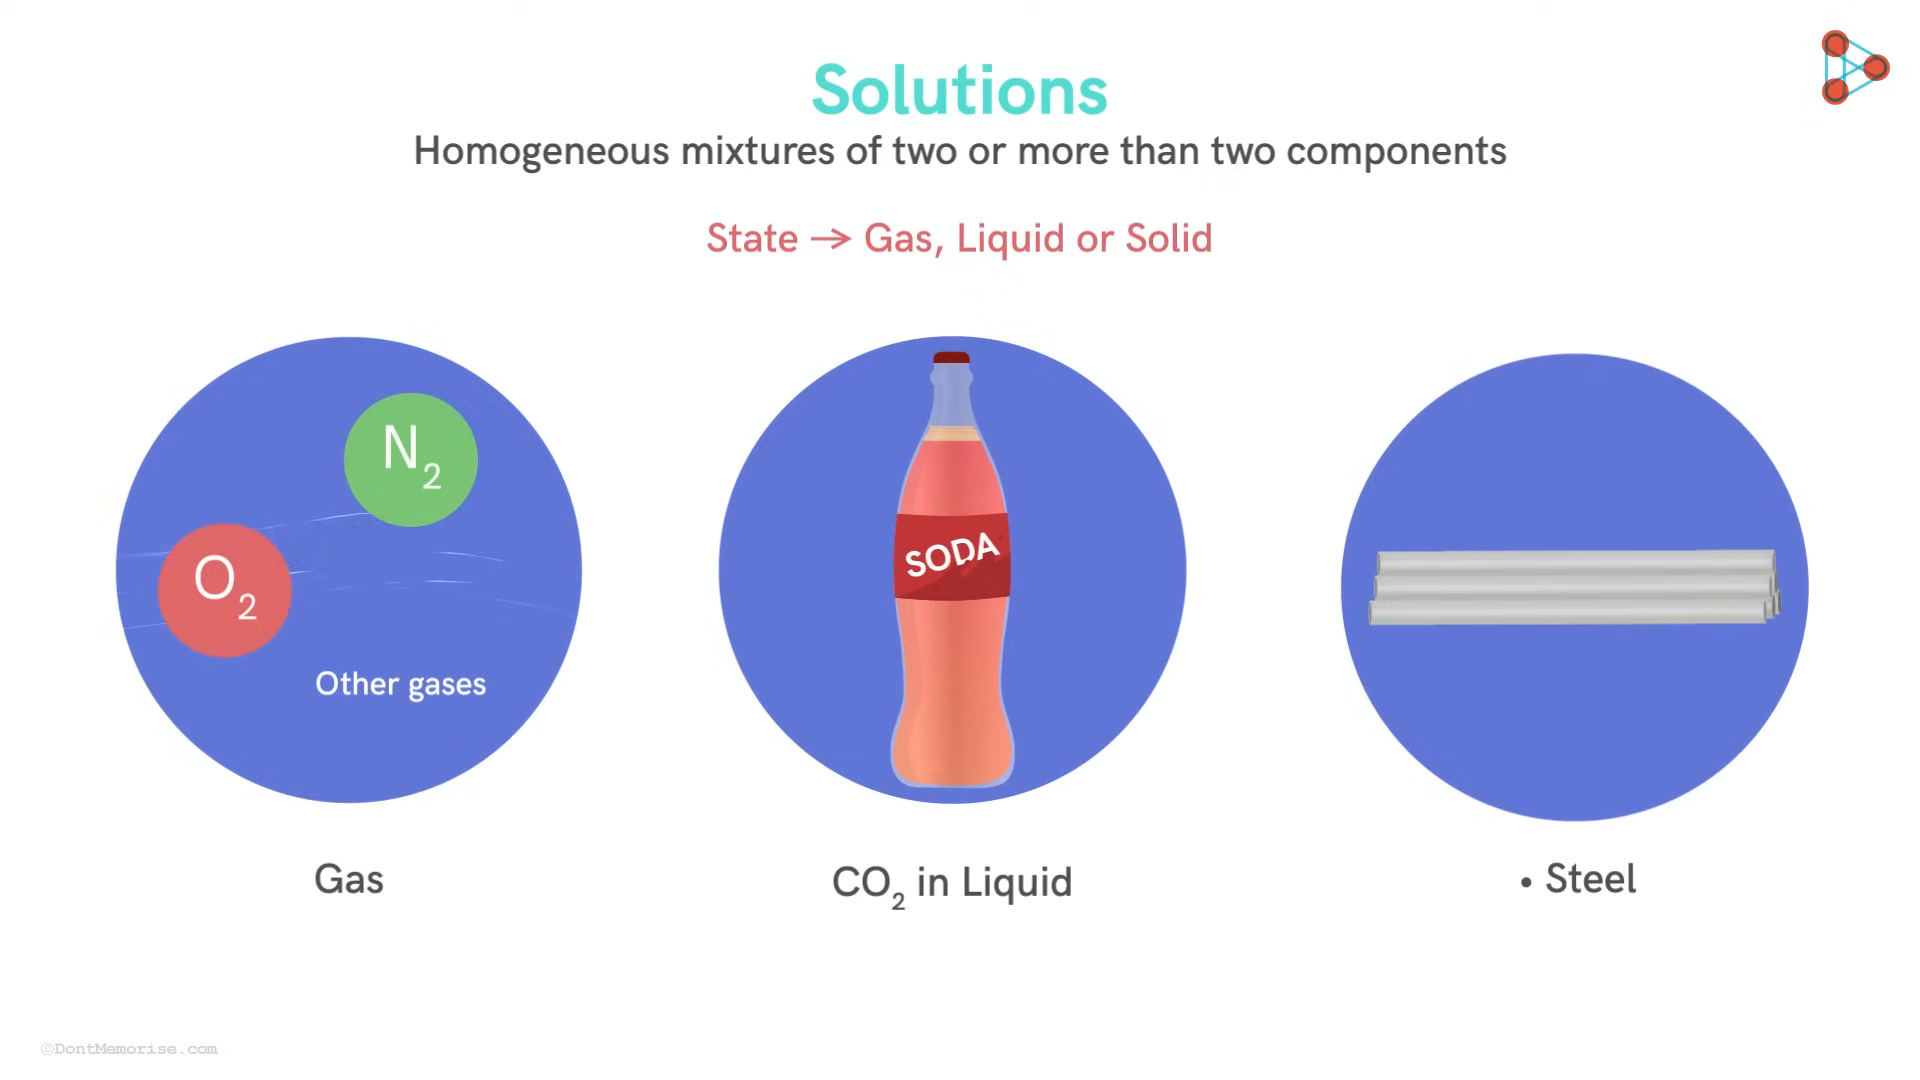 Solutions
Homogeneous mixtures of two or more than two components
State → Gas, Liquid or Solid
N₂
O₂
Other gases
SODA
Gas
CO₂ in Liquid
• Steel
©DontMemorise.com